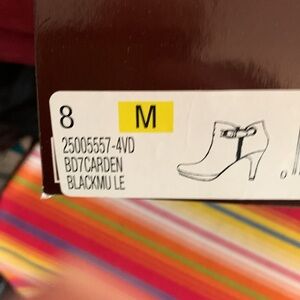 8 M
25005557-4VD
BD7CARDEN
BLACKMU LE